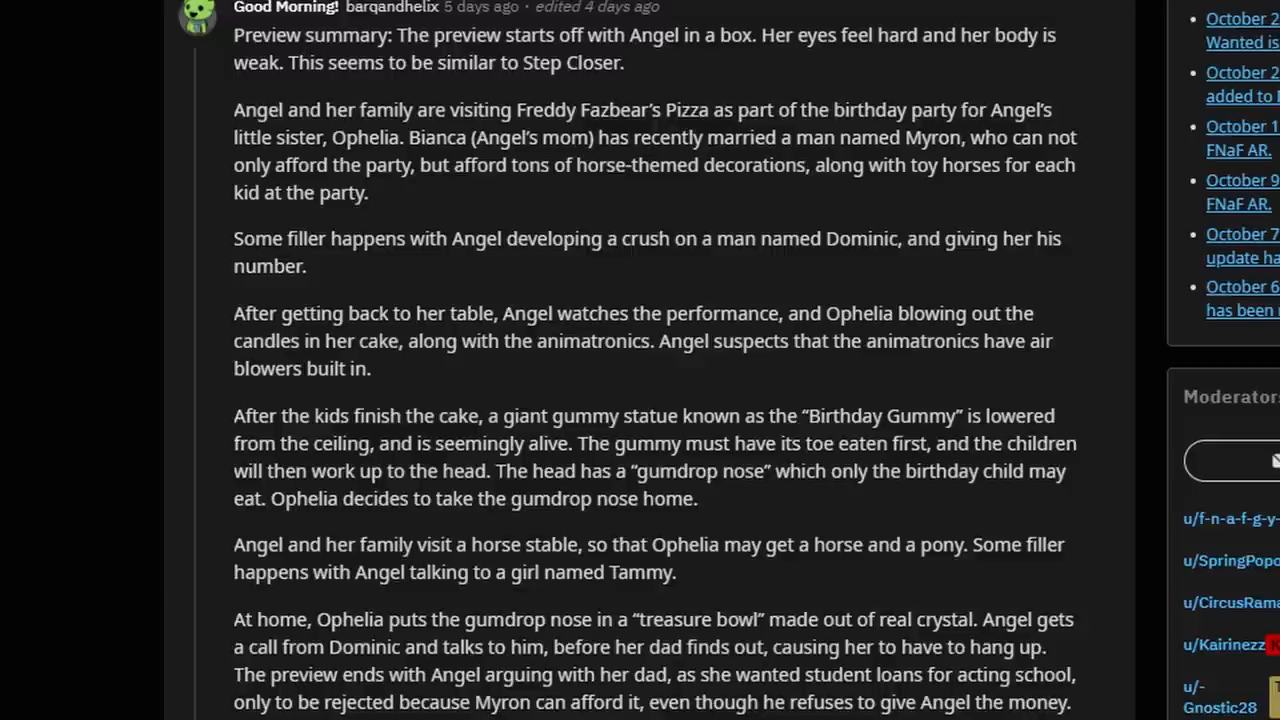 Good Morning! barqandhelix 5 days ago · edited 4 days ago
Preview summary: The preview starts off with Angel in a box. Her eyes feel hard and her body is
weak. This seems to be similar to Step Closer.
Angel and her family are visiting Freddy Fazbear’s Pizza as part of the birthday party for Angel’s
little sister, Ophelia. Bianca (Angel’s mom) has recently married a man named Myron, who can not
only afford the party, but afford tons of horse-themed decorations, along with toy horses for each
kid at the party.
Some filler happens with Angel developing a crush on a man named Dominic, and giving her his
number.
After getting back to her table, Angel watches the performance, and Ophelia blowing out the
candles in her cake, along with the animatronics. Angel suspects that the animatronics have air
blowers built in.
After the kids finish the cake, a giant gummy statue known as the “Birthday Gummy” is lowered
from the ceiling, and is seemingly alive. The gummy must have its toe eaten first, and the children
will then work up to the head. The head has a “gumdrop nose” which only the birthday child may
eat. Ophelia decides to take the gumdrop nose home.
Angel and her family visit a horse stable, so that Ophelia may get a horse and a pony. Some filler
happens with Angel talking to a girl named Tammy.
At home, Ophelia puts the gumdrop nose in a “treasure bowl” made out of real crystal. Angel gets
a call from Dominic and talks to him, before her dad finds out, causing her to have to hang up.
The preview ends with Angel arguing with her dad, as she wanted student loans for acting school,
only to be rejected because Myron can afford it, even though he refuses to give Angel the money.
October 2
Wanted is
October 2
added to
October 1
FNaF AR.
October 9
FNaF AR.
October 7
update ha
October 6
has been
Moderator
u/f-n-a-f-g-y-
u/SpringPopo
u/CircusRama
u/Kairinezz
u/-
Gnostic28